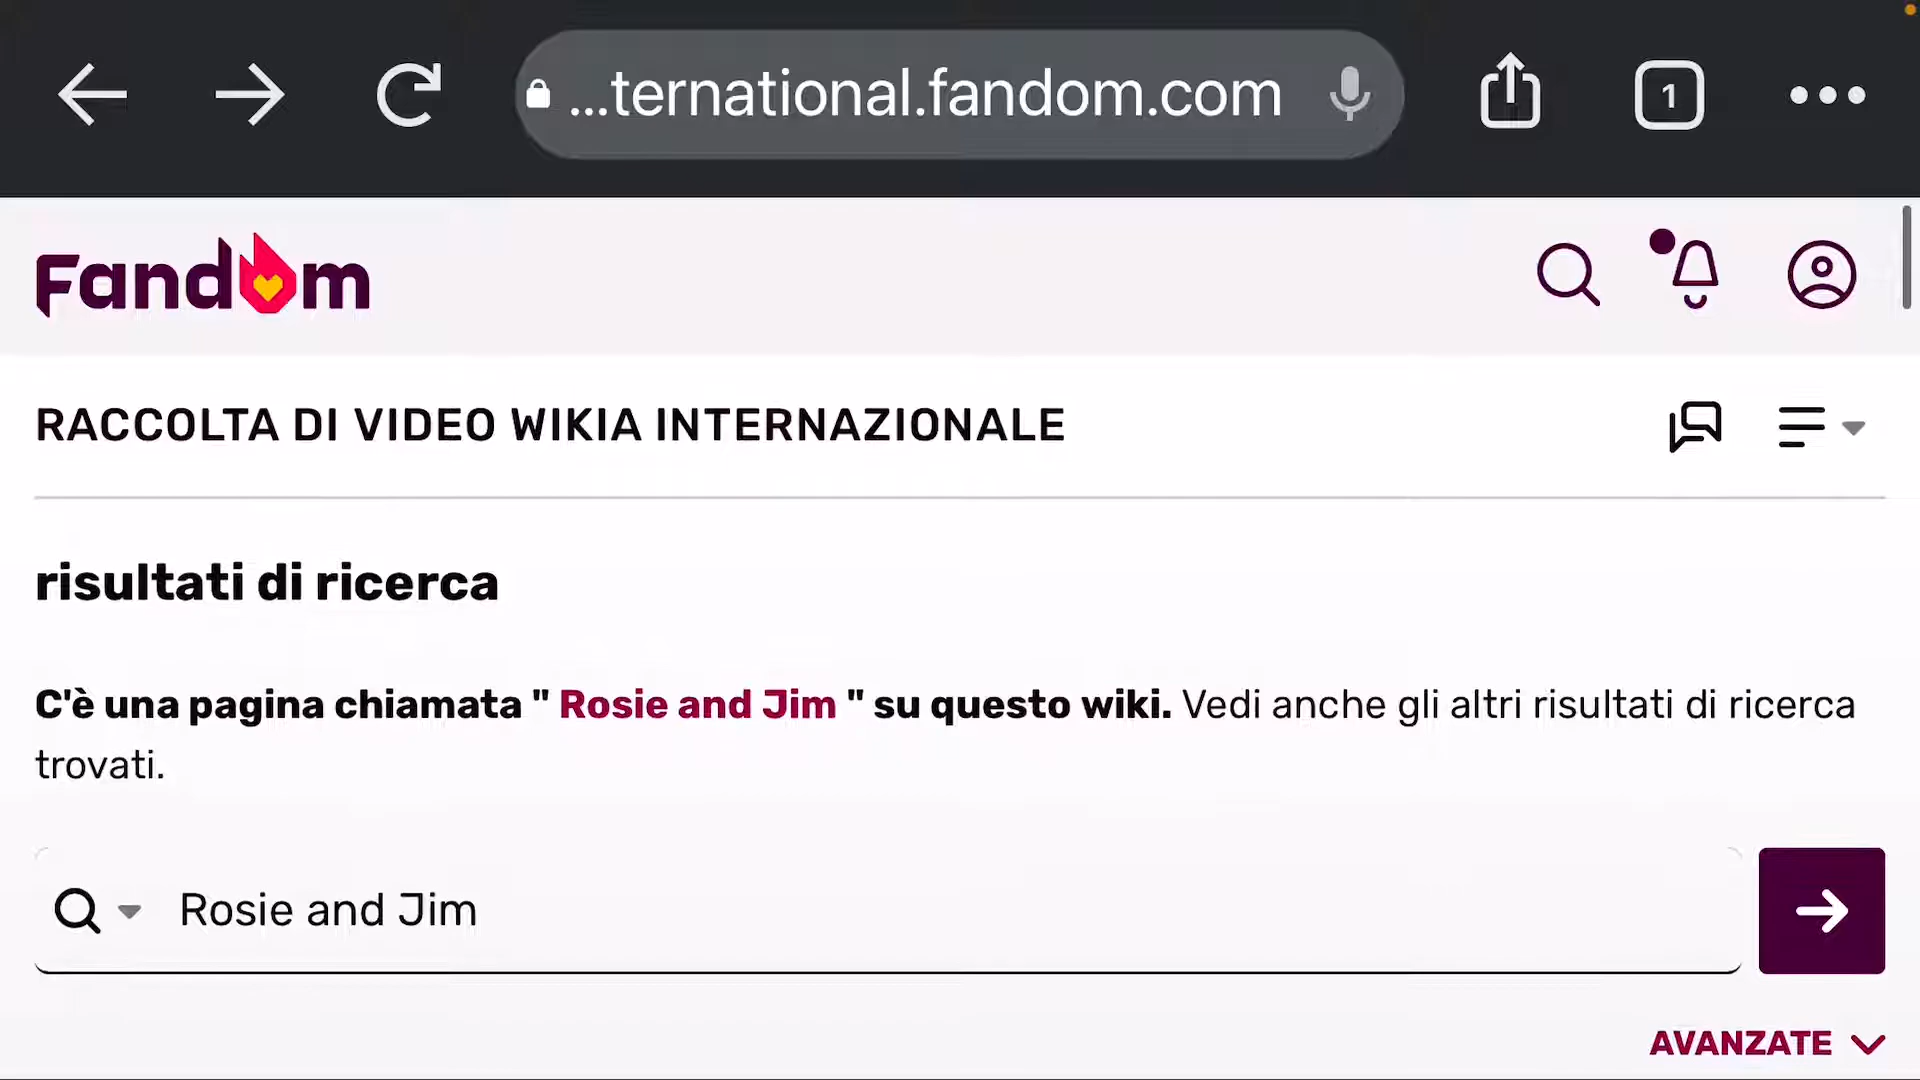 ...ternational.fandom.com
1
Fandom
RACCOLTA DI VIDEO WIKIA INTERNAZIONALE
risultati di ricerca
C'è una pagina chiamata " Rosie and Jim " su questo wiki. Vedi anche gli altri risultati di ricerca
trovati.
Rosie and Jim
AVANZATE